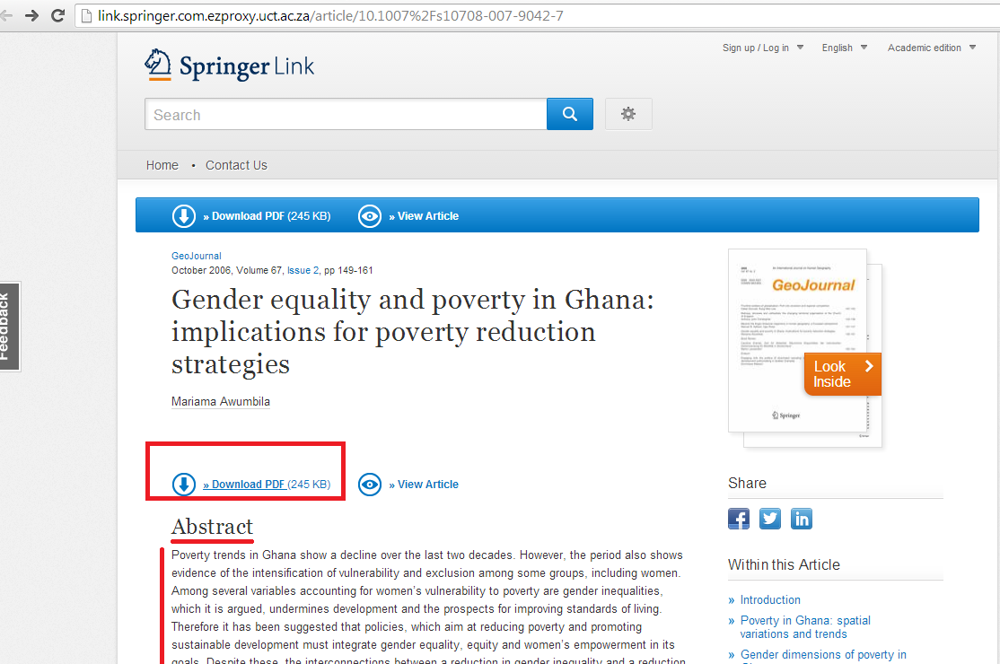 link.springer.com.ezproxy.uct.ac.za/article/10.1007%2Fs10708-007-9042-7
Sign up / Log in English Academic edition
Springer Link
Search
Home • Contact Us
» Download PDF (245 KB) » View Article
GeoJournal
October 2006, Volume 67, Issue 2, pp 149-161
Gender equality and poverty in Ghana:
implications for poverty reduction
strategies
Mariama Awumbila
» Download PDF (245 KB) » View Article
Abstract
Poverty trends in Ghana show a decline over the last two decades. However, the period also shows
evidence of the intensification of vulnerability and exclusion among some groups, including women.
Among several variables accounting for women's vulnerability to poverty are gender inequalities,
which it is argued, undermines development and the prospects for improving standards of living.
Therefore it has been suggested that policies, which aim at reducing poverty and promoting
sustainable development must integrate gender equality, equity and women's empowerment in its
goals. Despite these, the interconnections between a reduction in gender inequality and a reduction
Feedback
GeoJournal
Look
Inside
Springer
Share
Within this Article
» Introduction
» Poverty in Ghana: spatial
variations and trends
» Gender dimensions of poverty in